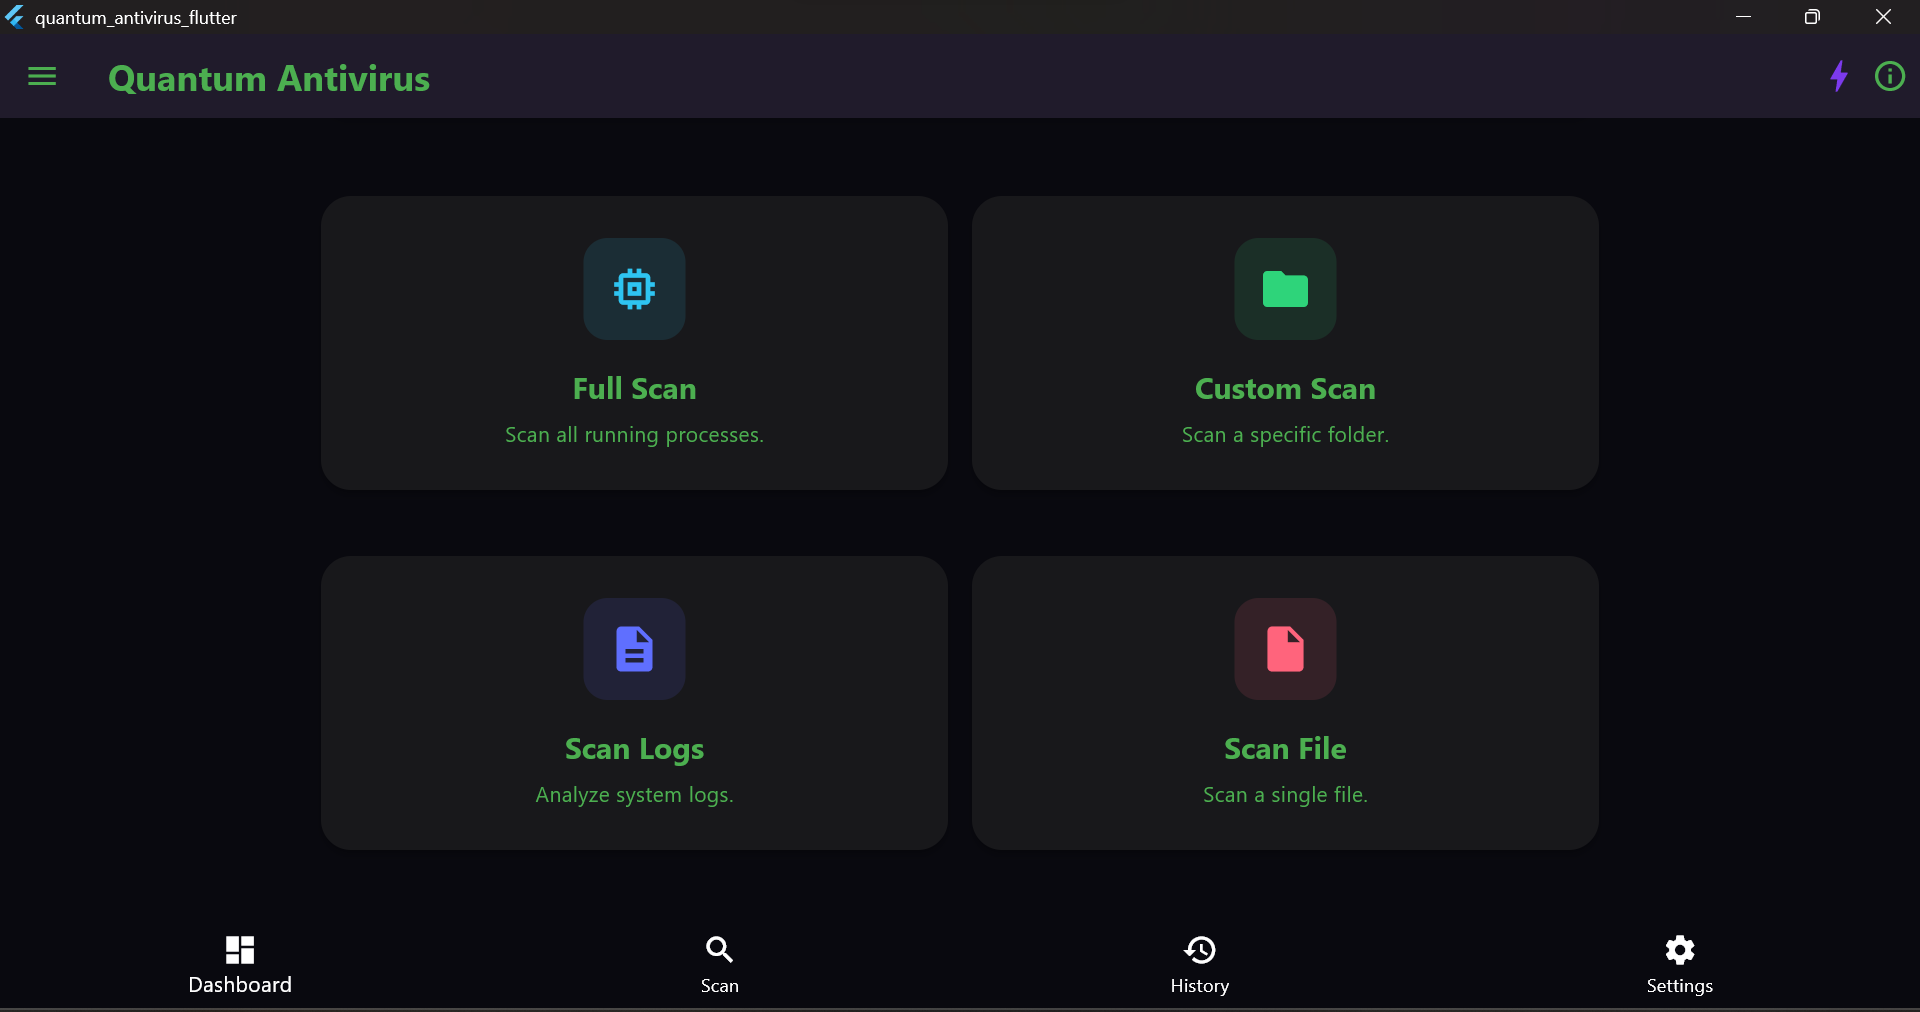 quantum_antivirus_flutter
Quantum Antivirus
Full Scan
Scan all running processes.
Custom Scan
Scan a specific folder.
Scan Logs
Analyze system logs.
Scan File
Scan a single file.
Dashboard
Scan
History
Settings